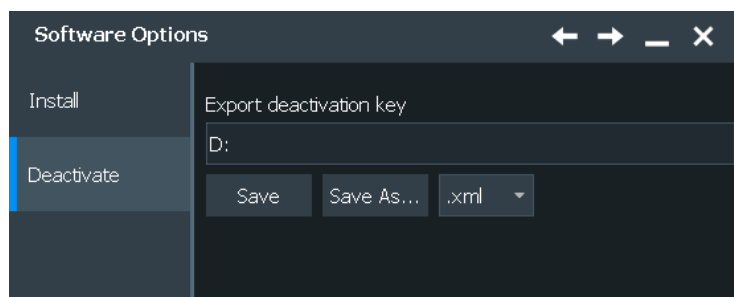 Software Options
Install
Export deactivation key
D:
Deactivate
Save Save As... .xml